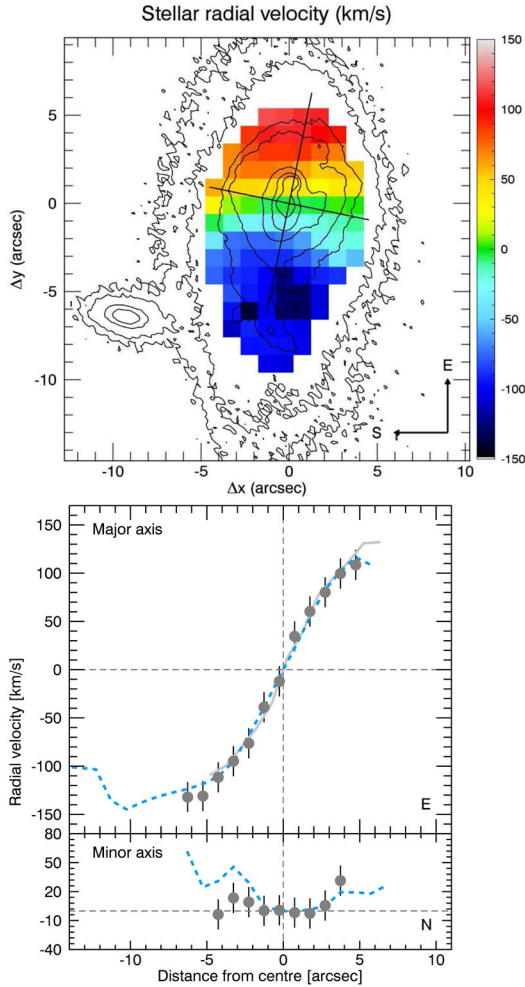 Stellar radial velocity (km/s)
150
100
50
0
-50
-100
-150
5
0
-5
-10
Δy (arcsec)
E
S
-10 -5 0 5 10
Δx (arcsec)
Major axis
150
100
50
0
-50
-100
-150
Radial velocity [km/s]
E
Minor axis
80
50
20
-10
-40
N
-10 -5 0 5 10
Distance from centre [arcsec]